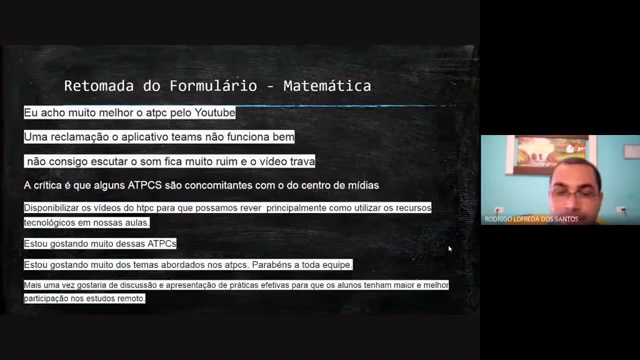 Retomada do Formulário - Matemática
Eu acho muito melhor o atpc pelo Youtube
Uma reclamação o aplicativo teams não funciona bem
não consigo escutar o som fica muito ruim e o vídeo trava
A crítica é que alguns ATPCS são concomitantes com o do centro de mídias
Disponibilizar os vídeos do htpc para que possamos rever principalmente como utilizar os recursos
tecnológicos em nossas aulas.
Estou gostando muito dessas ATPCs
Estou gostando muito dos temas abordados nos atpcs. Parabéns a toda equipe.
Mais uma vez gostaria de discussão e apresentação de práticas efetivas para que os alunos tenham maior e melhor
participação nos estudos remoto.
RODRIGO LOFREDA DOS SANTOS